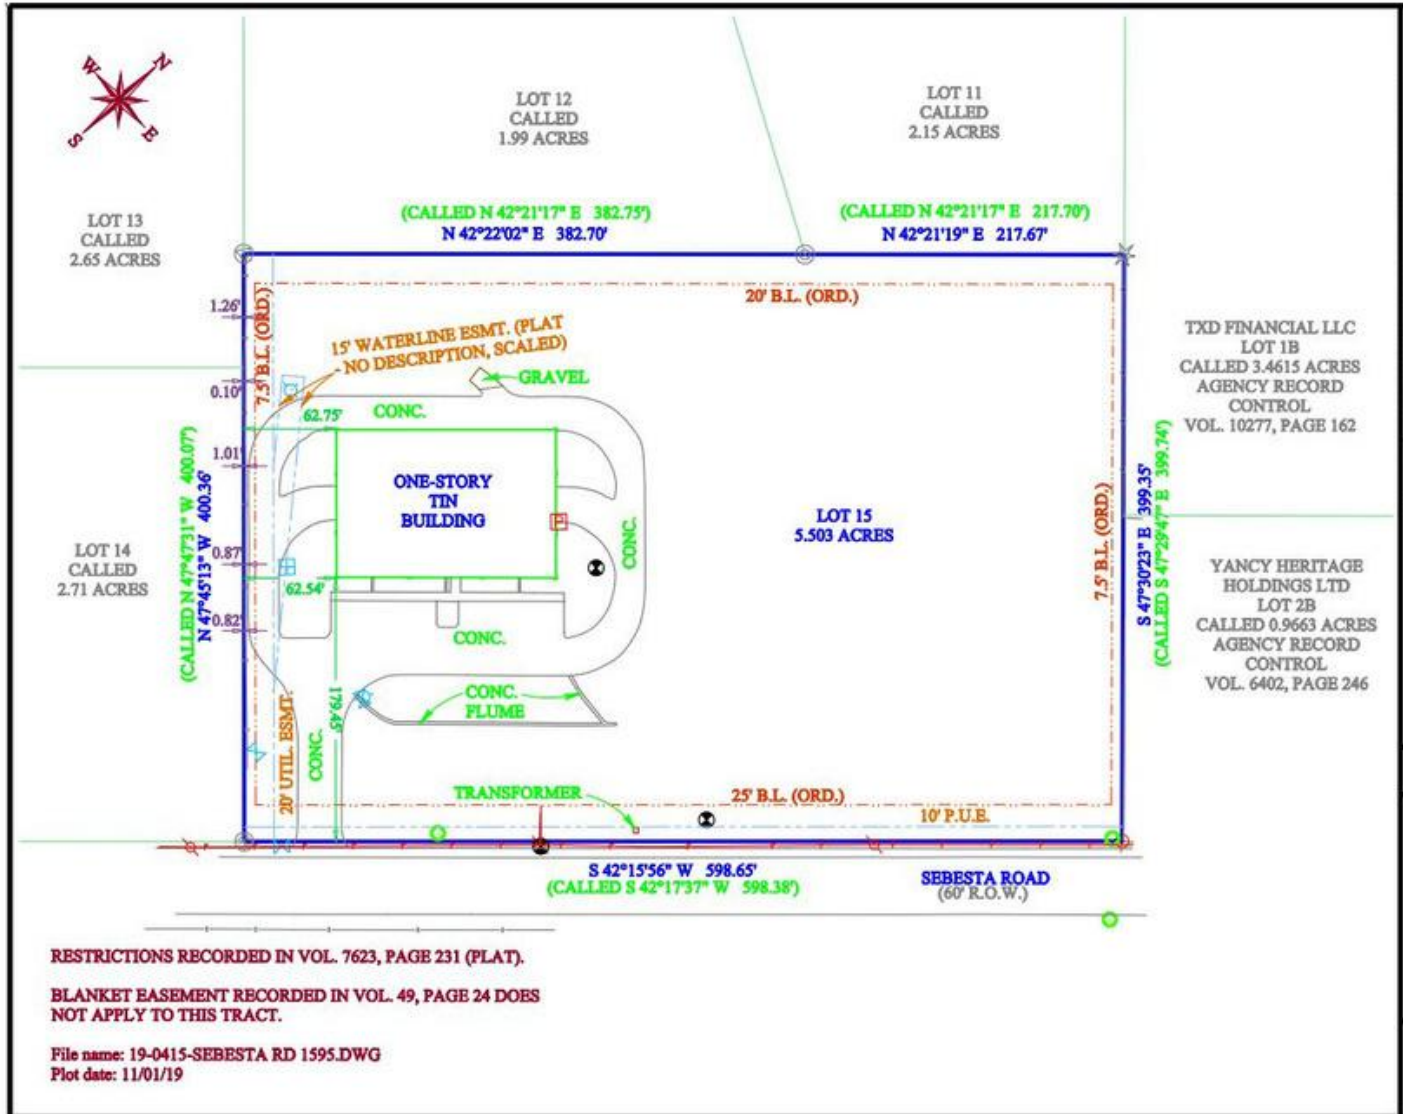 W
N
S
E
LOT 12
CALLED
1.99 ACRES
LOT 11
CALLED
2.15 ACRES
LOT 13
CALLED
2.65 ACRES
(CALLED N 42°21'17" E 382.75')
N 42°22'02" E 382.70'
(CALLED N 42°21'17" E 217.70')
N 42°21'19" E 217.67'
20' B.L. (ORD.)
1.26'
7.5' B.L. (ORD.)
15' WATERLINE ESMT. (PLAT
- NO DESCRIPTION, SCALED)
GRAVEL
0.10'
62.75'
CONC.
TXD FINANCIAL LLC
LOT 1B
CALLED 3.4615 ACRES
AGENCY RECORD
CONTROL
VOL. 10277, PAGE 162
1.01'
ONE-STORY
TIN
BUILDING
CONC.
LOT 15
5.503 ACRES
7.5' B.L. (ORD.)
S 47°30'23" E 399.35'
(CALLED S 47°29'47" E 399.74')
(CALLED N 47°47'31" W 400.07')
N 47°45'13" W 400.36'
LOT 14
CALLED
2.71 ACRES
0.87'
62.54'
0.82'
CONC.
YANCY HERITAGE
HOLDINGS LTD
LOT 2B
CALLED 0.9663 ACRES
AGENCY RECORD
CONTROL
VOL. 6402, PAGE 246
CONC.
FLUME
179.45'
20' UTIL. ESMT.
CONC.
TRANSFORMER
25' B.L. (ORD.)
10' P.U.E.
S 42°15'56" W 598.65'
(CALLED S 42°17'37" W 598.38')
SEBESTA ROAD
(60' R.O.W.)
RESTRICTIONS RECORDED IN VOL. 7623, PAGE 231 (PLAT).
BLANKET EASEMENT RECORDED IN VOL. 49, PAGE 24 DOES
NOT APPLY TO THIS TRACT.
File name: 19-0415-SEBESTA RD 1595.DWG
Plot date: 11/01/19